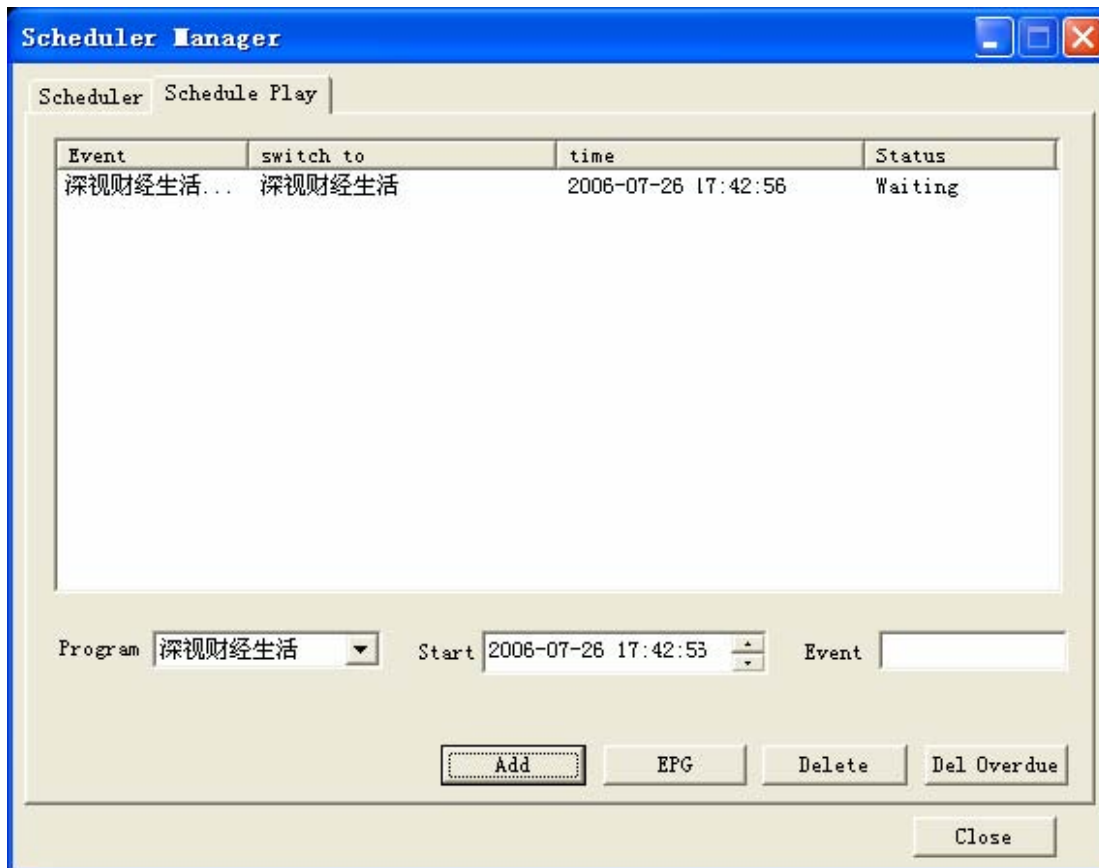 Scheduler Manager
Scheduler Schedule Play
Event switch to time Status
深视财经生活... 深视财经生活 2006-07-26 17:42:56 Waiting
Program 深视财经生活 Start 2006-07-26 17:42:53 Event
Add EPG Delete Del Overdue
Close